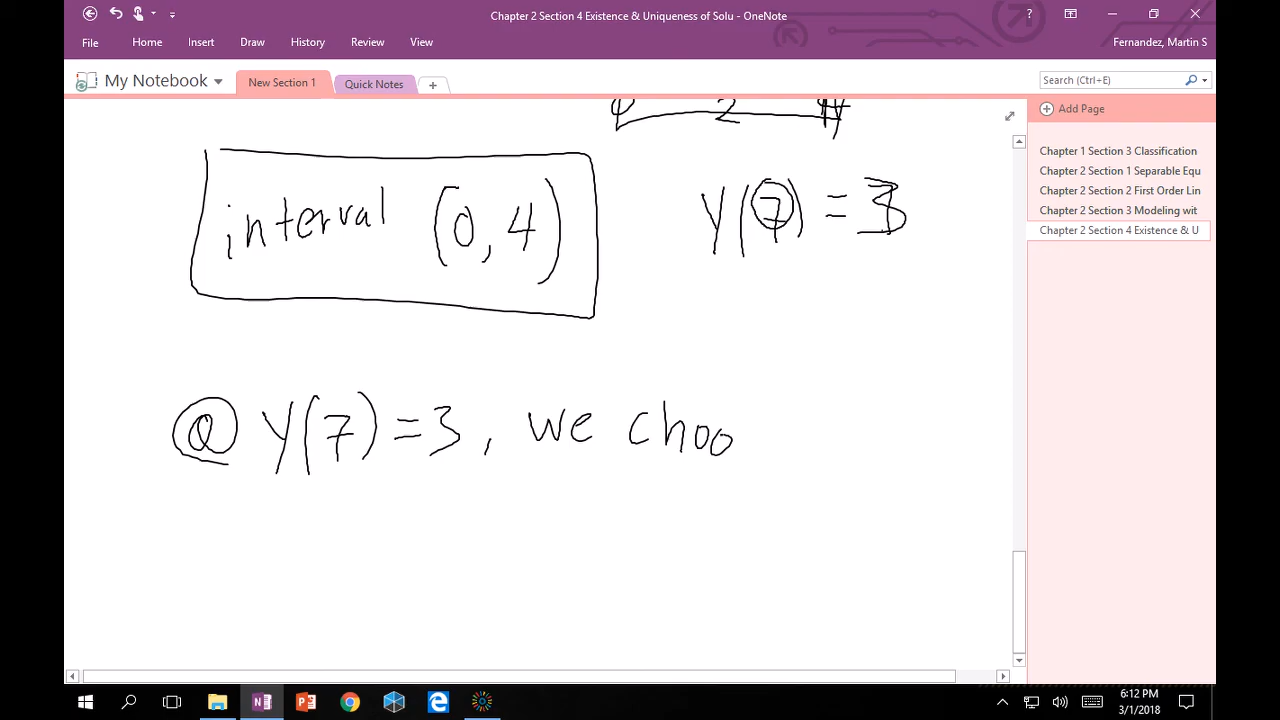 Chapter 2 Section 4 Existence & Uniqueness of Solu - OneNote
?
File Home Insert Draw History Review View
Fernandez, Martin S
My Notebook New Section 1 Quick Notes +
Search (Ctrl+E)
Add Page
Chapter 1 Section 3 Classification
Chapter 2 Section 1 Separable Equ
Chapter 2 Section 2 First Order Lin
Chapter 2 Section 3 Modeling wit
Chapter 2 Section 4 Existence & U
2
interval (0,4)
y(7) = 3
@ y(7) = 3, we choo
6:12 PM
3/1/2018